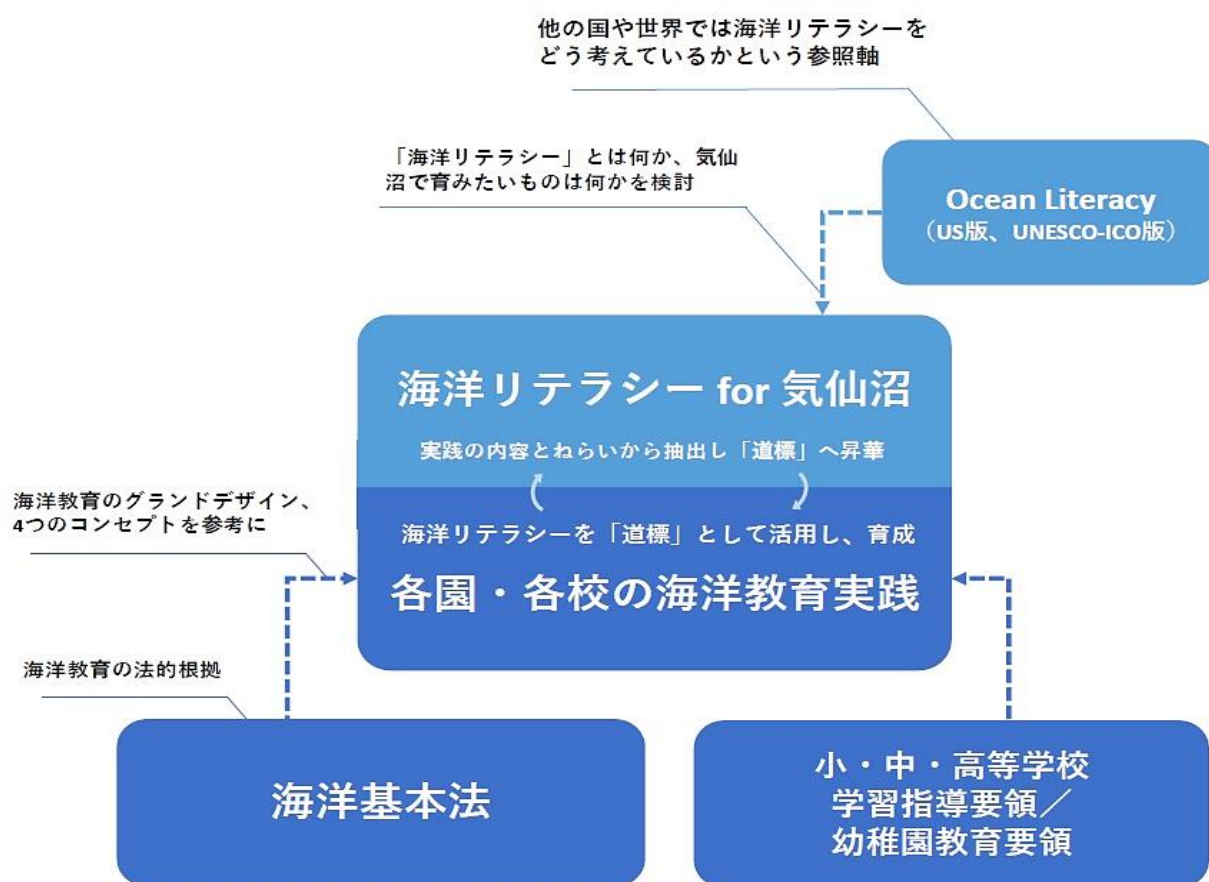 他の国や世界では海洋リテラシーを
どう考えているかという参照軸
「海洋リテラシー」とは何か、気仙
沼で育みたいものは何かを検討
Ocean Literacy
（US版、UNESCO-ICO版）
海洋リテラシー for 気仙沼
実践の内容とねらいから抽出し「道標」へ昇華
海洋教育のグランドデザイン、
4つのコンセプトを参考に
海洋リテラシーを「道標」として活用し、育成
各園・各校の海洋教育実践
海洋教育の法的根拠
海洋基本法
小・中・高等学校
学習指導要領／
幼稚園教育要領